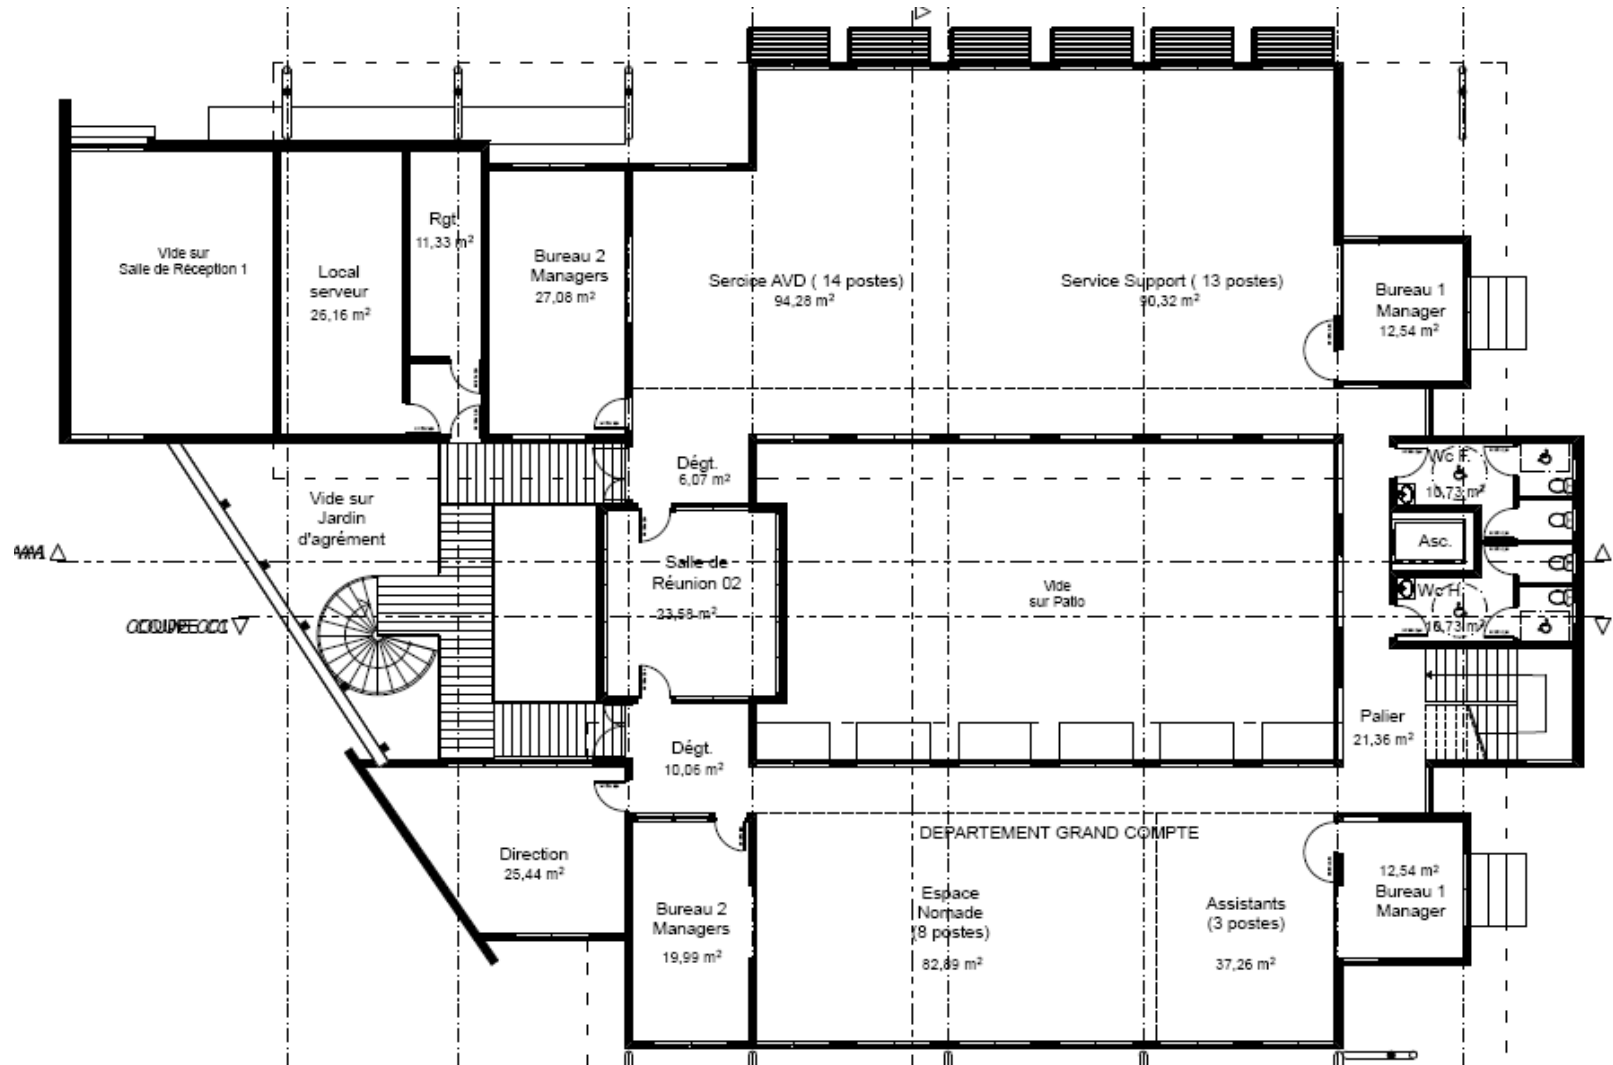 Vide sur
Salle de Réception 1
Local
serveur
26,16 m²
Rgt
11,33 m²
Bureau 2
Managers
27,08 m²
Sercice AVD ( 14 postes)
94,28 m²
Service Support ( 13 postes)
90,32 m²
Bureau 1
Manager
12,54 m²
Dégt.
6,07 m²
Vide sur
Jardin
d'agrément
Salle de
Réunion 02
23,58 m²
Vide
sur Patio
Wc F.
10,73 m²
Asc.
Wc H.
10,73 m²
Palier
21,36 m²
Dégt.
10,06 m²
Direction
25,44 m²
Bureau 2
Managers
19,99 m²
DEPARTEMENT GRAND COMPTE
Espace
Nomade
(8 postes)
82,89 m²
Assistants
(3 postes)
37,26 m²
12,54 m²
Bureau 1
Manager